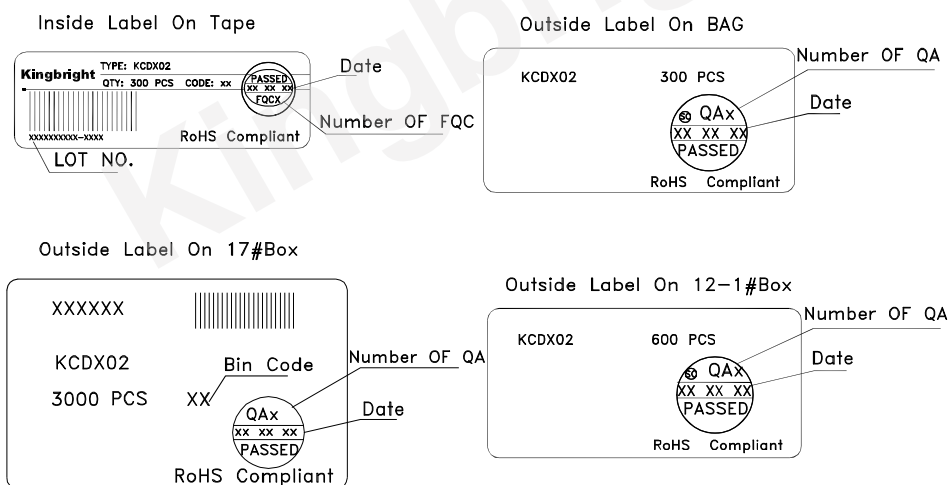 Inside Label On Tape
Kingbright
TYPE: KCDX02
QTY: 300 PCS CODE: xx
PASSED
XX XX XX
FQCX
Date
Number OF FQC
XXXXXXXXXX-XXXX
RoHS Compliant
LOT NO.
Outside Label On BAG
KCDX02 300 PCS
QAx
XX XX XX
PASSED
RoHS Compliant
Number OF QA
Date
Outside Label On 17#Box
XXXXXX
KCDX02
3000 PCS XX
Bin Code
Number OF QA
QAx
XX XX XX
PASSED
Date
RoHS Compliant
Outside Label On 12-1#Box
KCDX02 600 PCS
QAx
XX XX XX
PASSED
RoHS Compliant
Number OF QA
Date
Kingbright